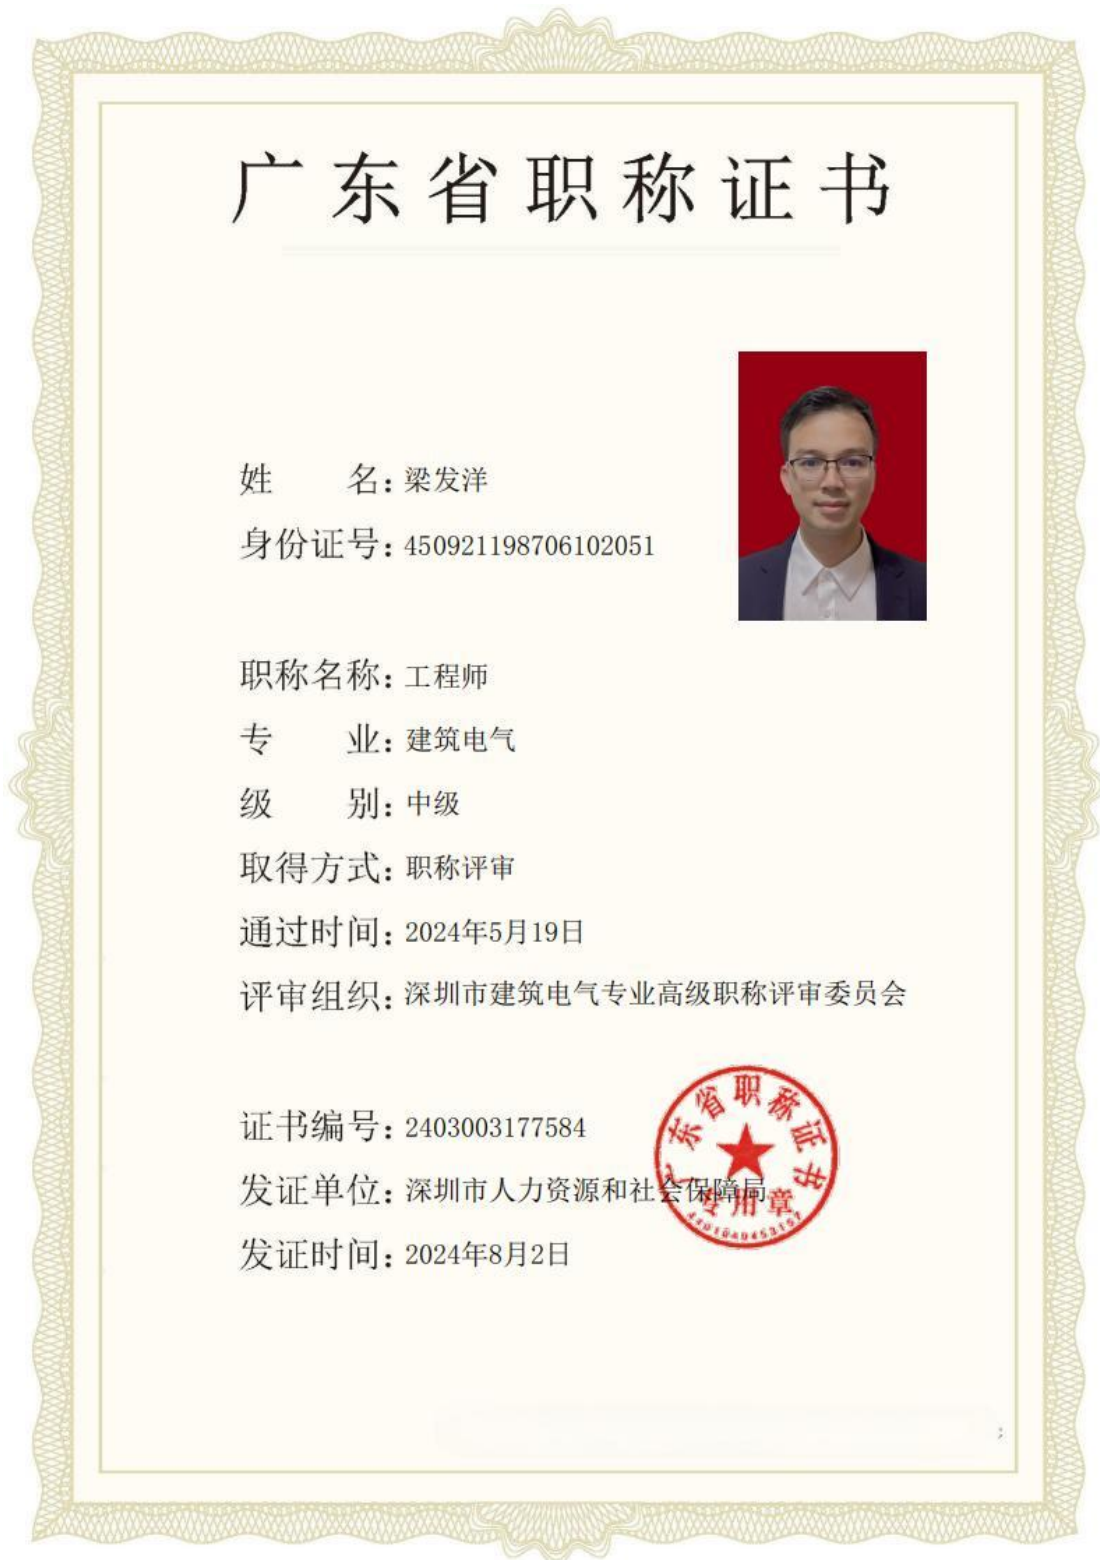 广东省职称证书
姓 名：梁发洋
身份证号：450921198706102051
职称名称：工程师
专 业：建筑电气
级 别：中级
取得方式：职称评审
通过时间：2024年5月19日
评审组织：深圳市建筑电气专业高级职称评审委员会
证书编号：2403003177584
发证单位：深圳市人力资源和社会保障局
发证时间：2024年8月2日
广东省职称证书
专用章